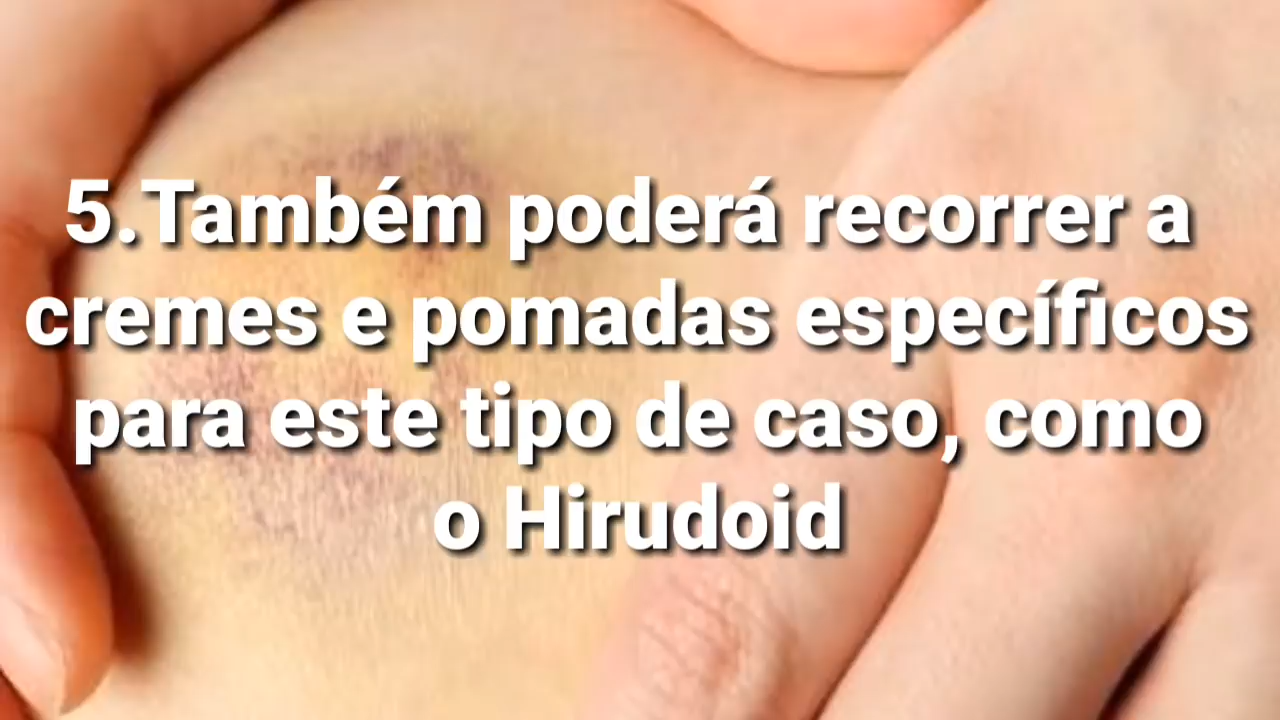 5.Também poderá recorrer a
cremes e pomadas específicos
para este tipo de caso, como
o Hirudoid